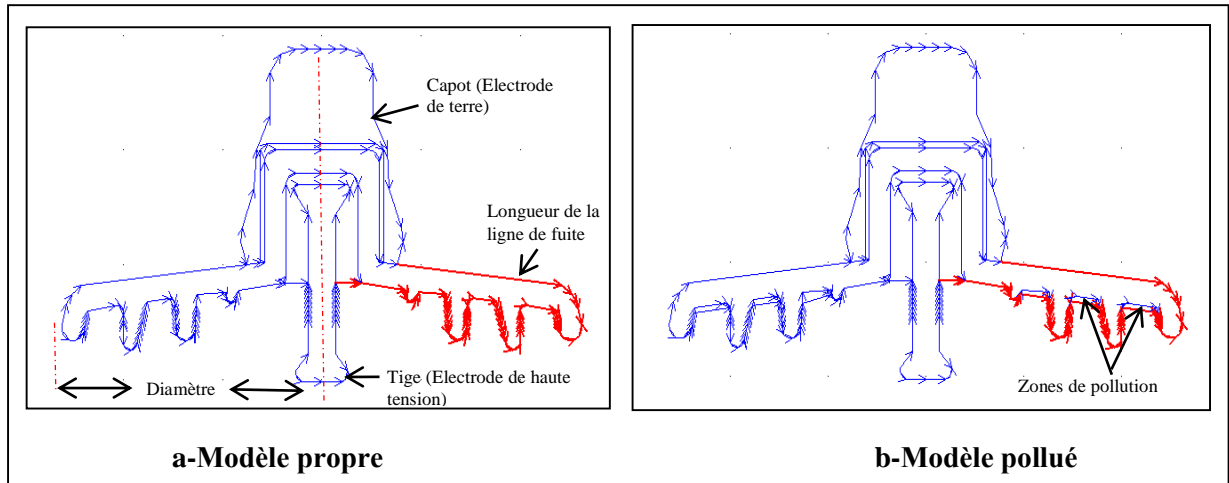 Capot (Electrode
de terre)
Longueur de la
ligne de fuite
Diamètre
Tige (Electrode de haute
tension)
Zones de pollution
a-Modèle propre
b-Modèle pollué